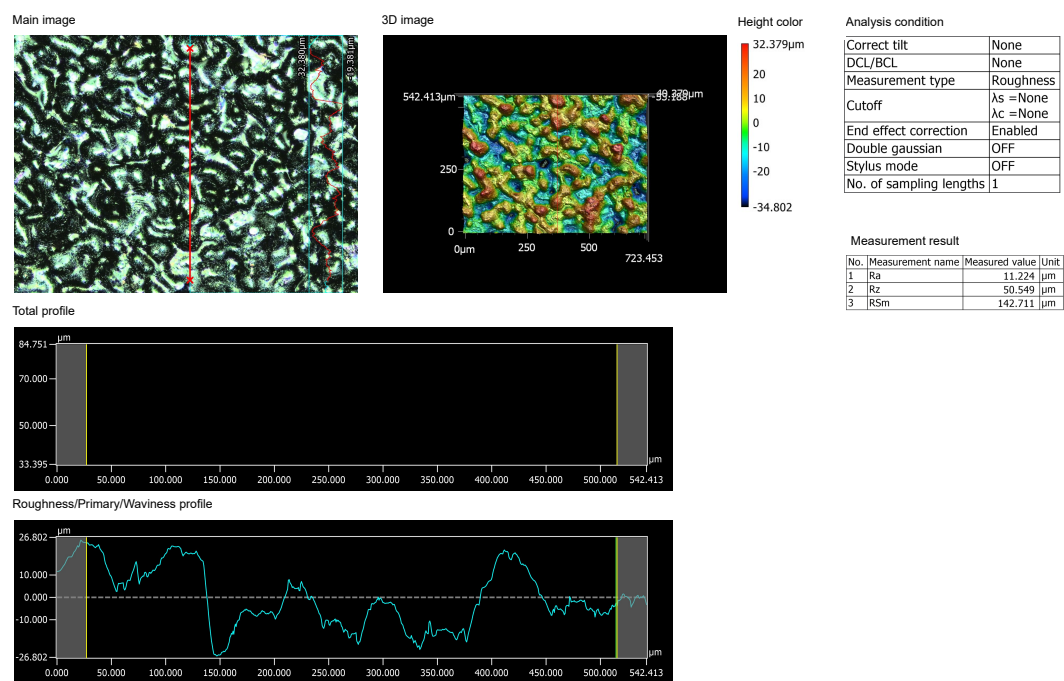 Main image
3D image
Height color
Analysis condition
-32.380µm
542.413µm
250
0
0µm
250
500
723.453
32.379µm
20
10
0
-10
-20
-34.802
Correct tilt None
DCL/BCL None
Measurement type Roughness
Cutoff λs =None
λc =None
End effect correction Enabled
Double gaussian OFF
Stylus mode OFF
No. of sampling lengths 1
Measurement result
No. Measurement name Measured value Unit
1 Ra 11.224 µm
2 Rz 50.549 µm
3 RSm 142.711 µm
Total profile
µm
84.751
70.000
50.000
33.395
µm
0.000 50.000 100.000 150.000 200.000 250.000 300.000 350.000 400.000 450.000 500.000 542.413
Roughness/Primary/Waviness profile
µm
26.802
10.000
0.000
-10.000
-26.802
µm
0.000 50.000 100.000 150.000 200.000 250.000 300.000 350.000 400.000 450.000 500.000 542.413